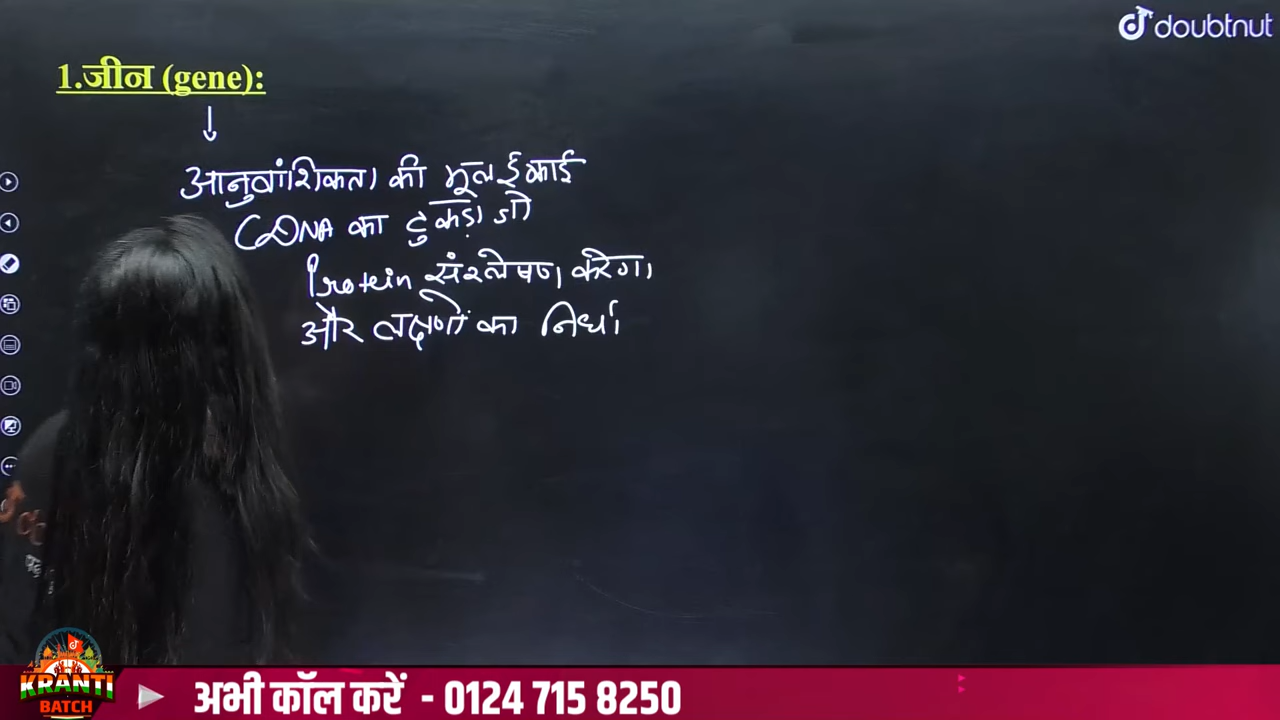 doubtnut
1.जीन (gene):
आनुवांशिकता की मूल ईकाई
(DNA का टुकड़ा जो
Protein संश्लेषण करेगा
और लक्षणों का निर्धा
KRANTI
BATCH
अभी कॉल करें - 0124 715 8250